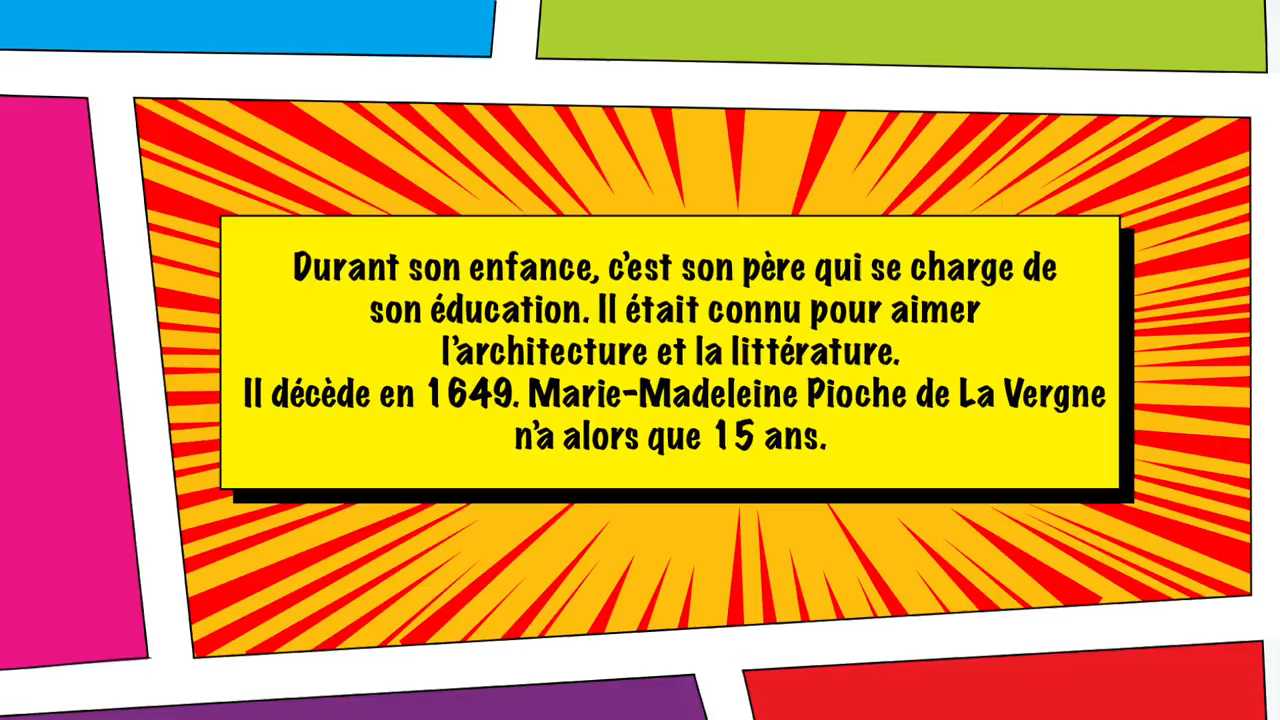 Durant son enfance, c'est son père qui se charge de
son éducation. Il était connu pour aimer
l'architecture et la littérature.
Il décède en 1649. Marie-Madeleine Pioche de La Vergne
n'a alors que 15 ans.